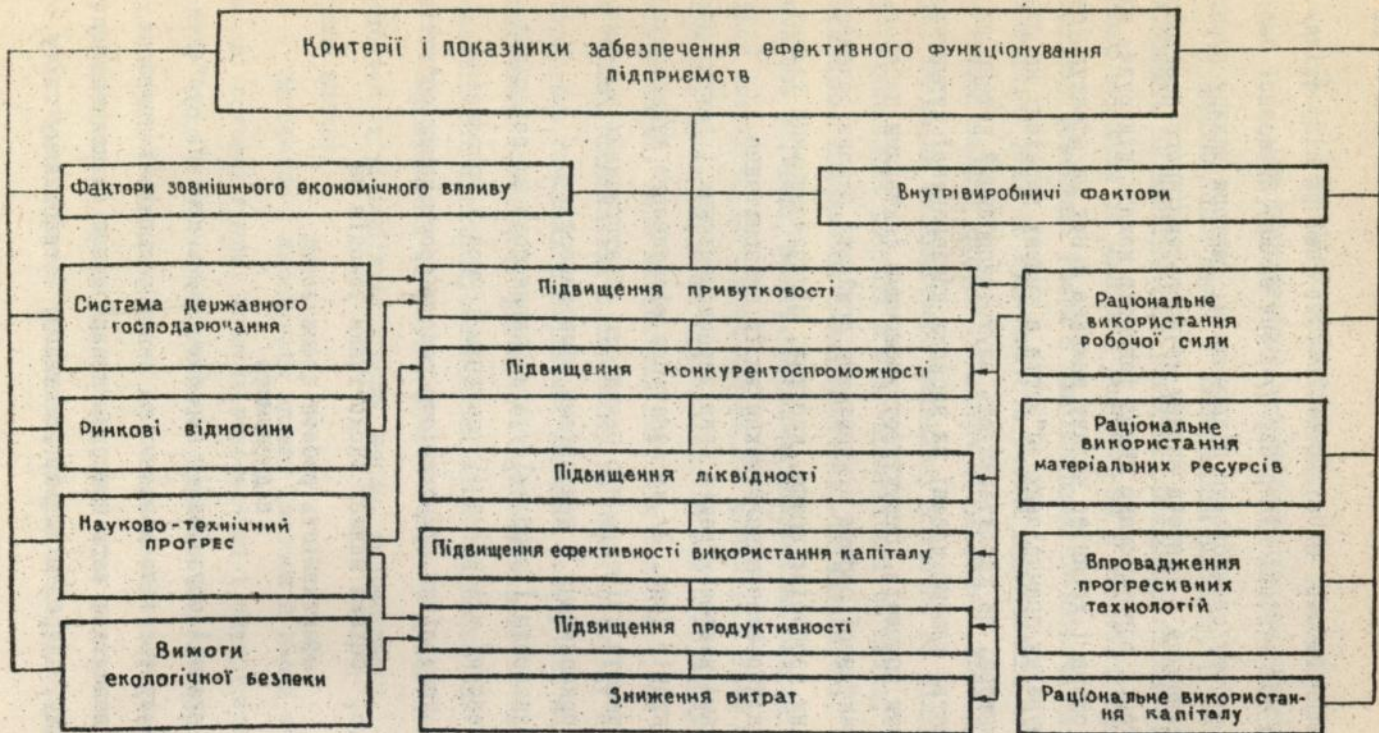 Критерії і показники забезпечення ефективного функціонування
підприємств
Фактори зовнішнього економічного впливу
Внутрівиробничі фактори
Система державного
господарючання
Ринкові відносини
Науково-технічний
прогрес
Вимоги
екологічної безпеки
Підвищення прибутковості
Підвищення конкурентоспроможності
Підвищення ліквідності
Підвищення ефективності використання капіталу
Підвищення продуктивності
Зниження витрат
Раціональне
використання
робочої сили
Раціональне
використання
матеріальних ресурсів
Впровадження
прогресивних
технологій
Раціональне використан-
ня капіталу